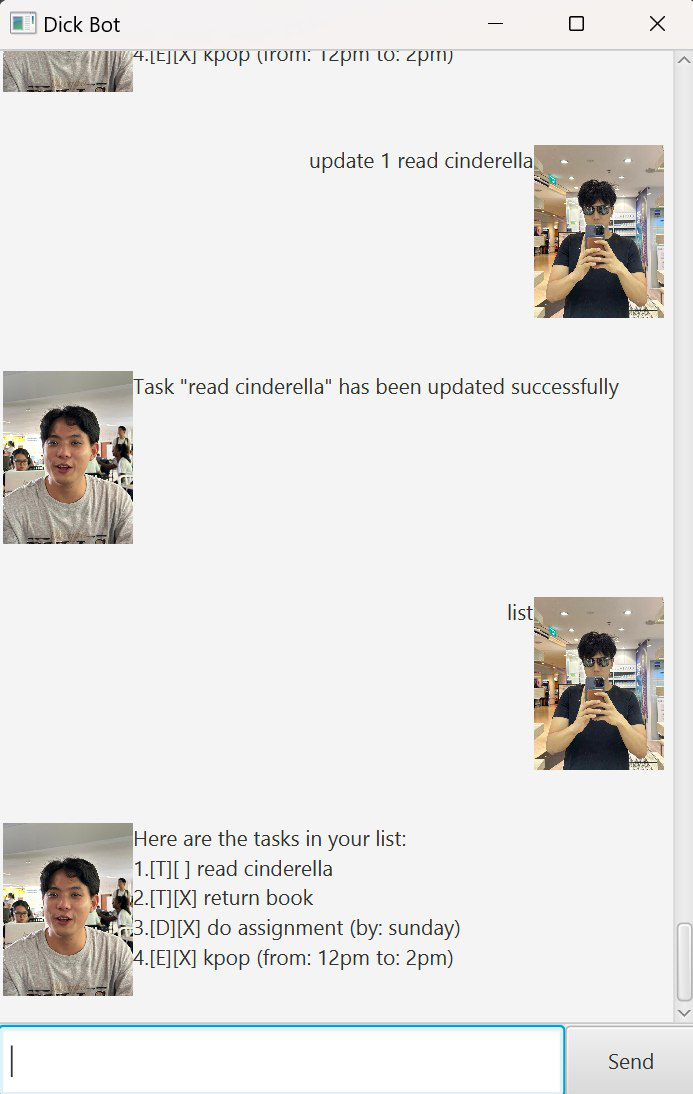 Dick Bot
4.[E][X] kpop (from: 12pm to: 2pm)
update 1 read cinderella
Task "read cinderella" has been updated successfully
list
Here are the tasks in your list:
1.[T][ ] read cinderella
2.[T][X] return book
3.[D][X] do assignment (by: sunday)
4.[E][X] kpop (from: 12pm to: 2pm)
Send